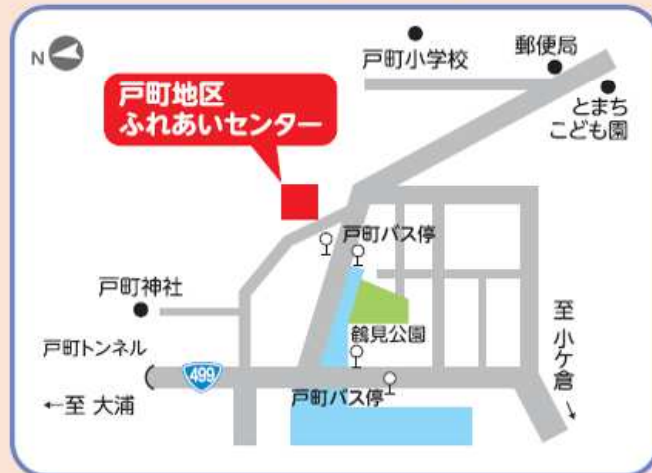 N
戸町小学校
郵便局
とまち
こども園
戸町地区
ふれあいセンター
戸町バス停
戸町神社
鶴見公園
戸町トンネル
499
←至 大浦
戸町バス停
至 小ケ倉→